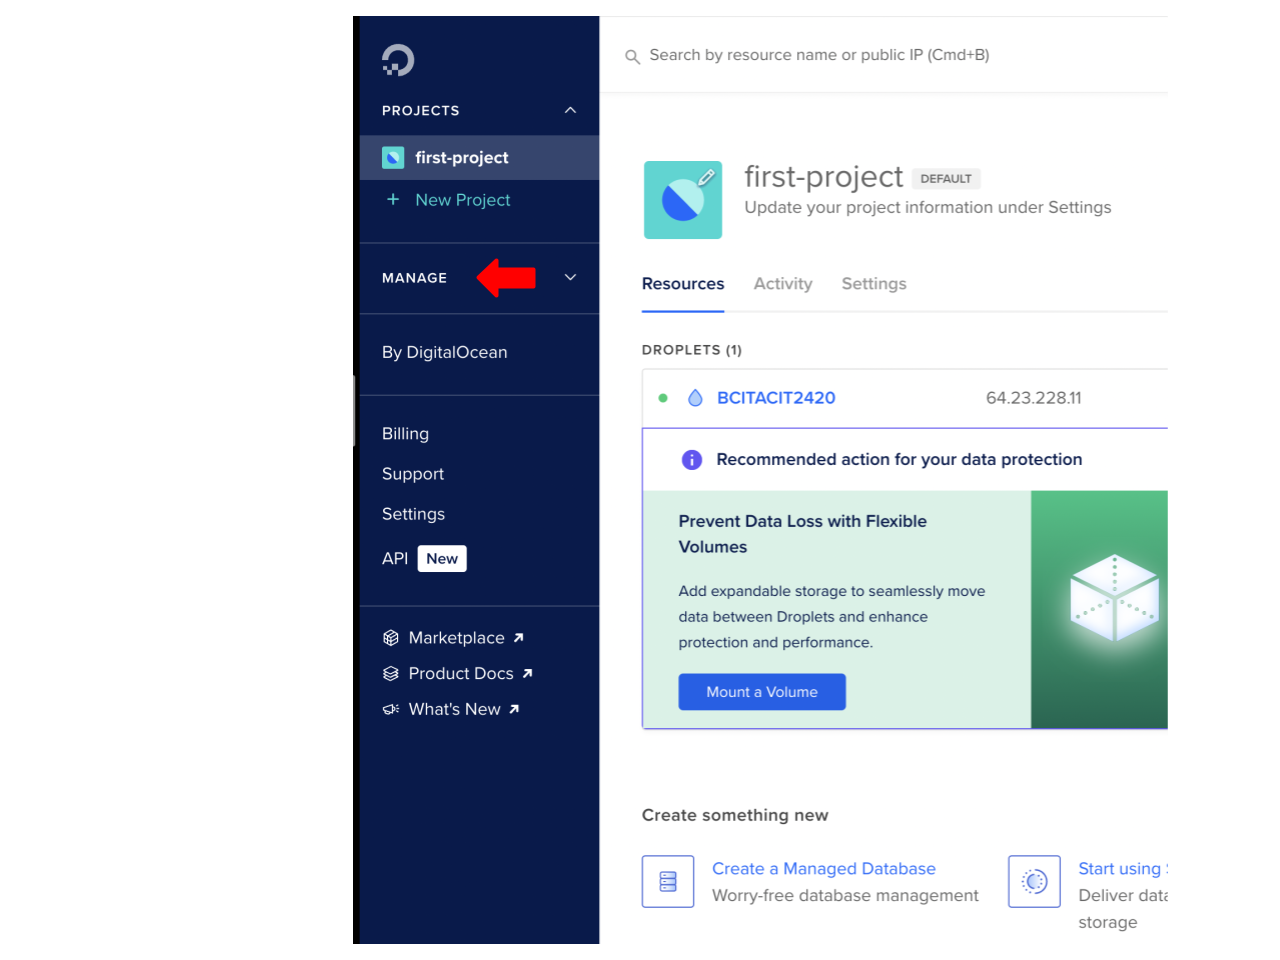 Search by resource name or public IP (Cmd+B)
PROJECTS
first-project
+ New Project
MANAGE
By DigitalOcean
Billing
Support
Settings
API New
Marketplace
Product Docs
What's New
first-project DEFAULT
Update your project information under Settings
Resources Activity Settings
DROPLETS (1)
BCITACIT2420 64.23.228.11
Recommended action for your data protection
Prevent Data Loss with Flexible
Volumes
Add expandable storage to seamlessly move
data between Droplets and enhance
protection and performance.
Mount a Volume
Create something new
Create a Managed Database
Worry-free database management
Start using
Deliver data
storage